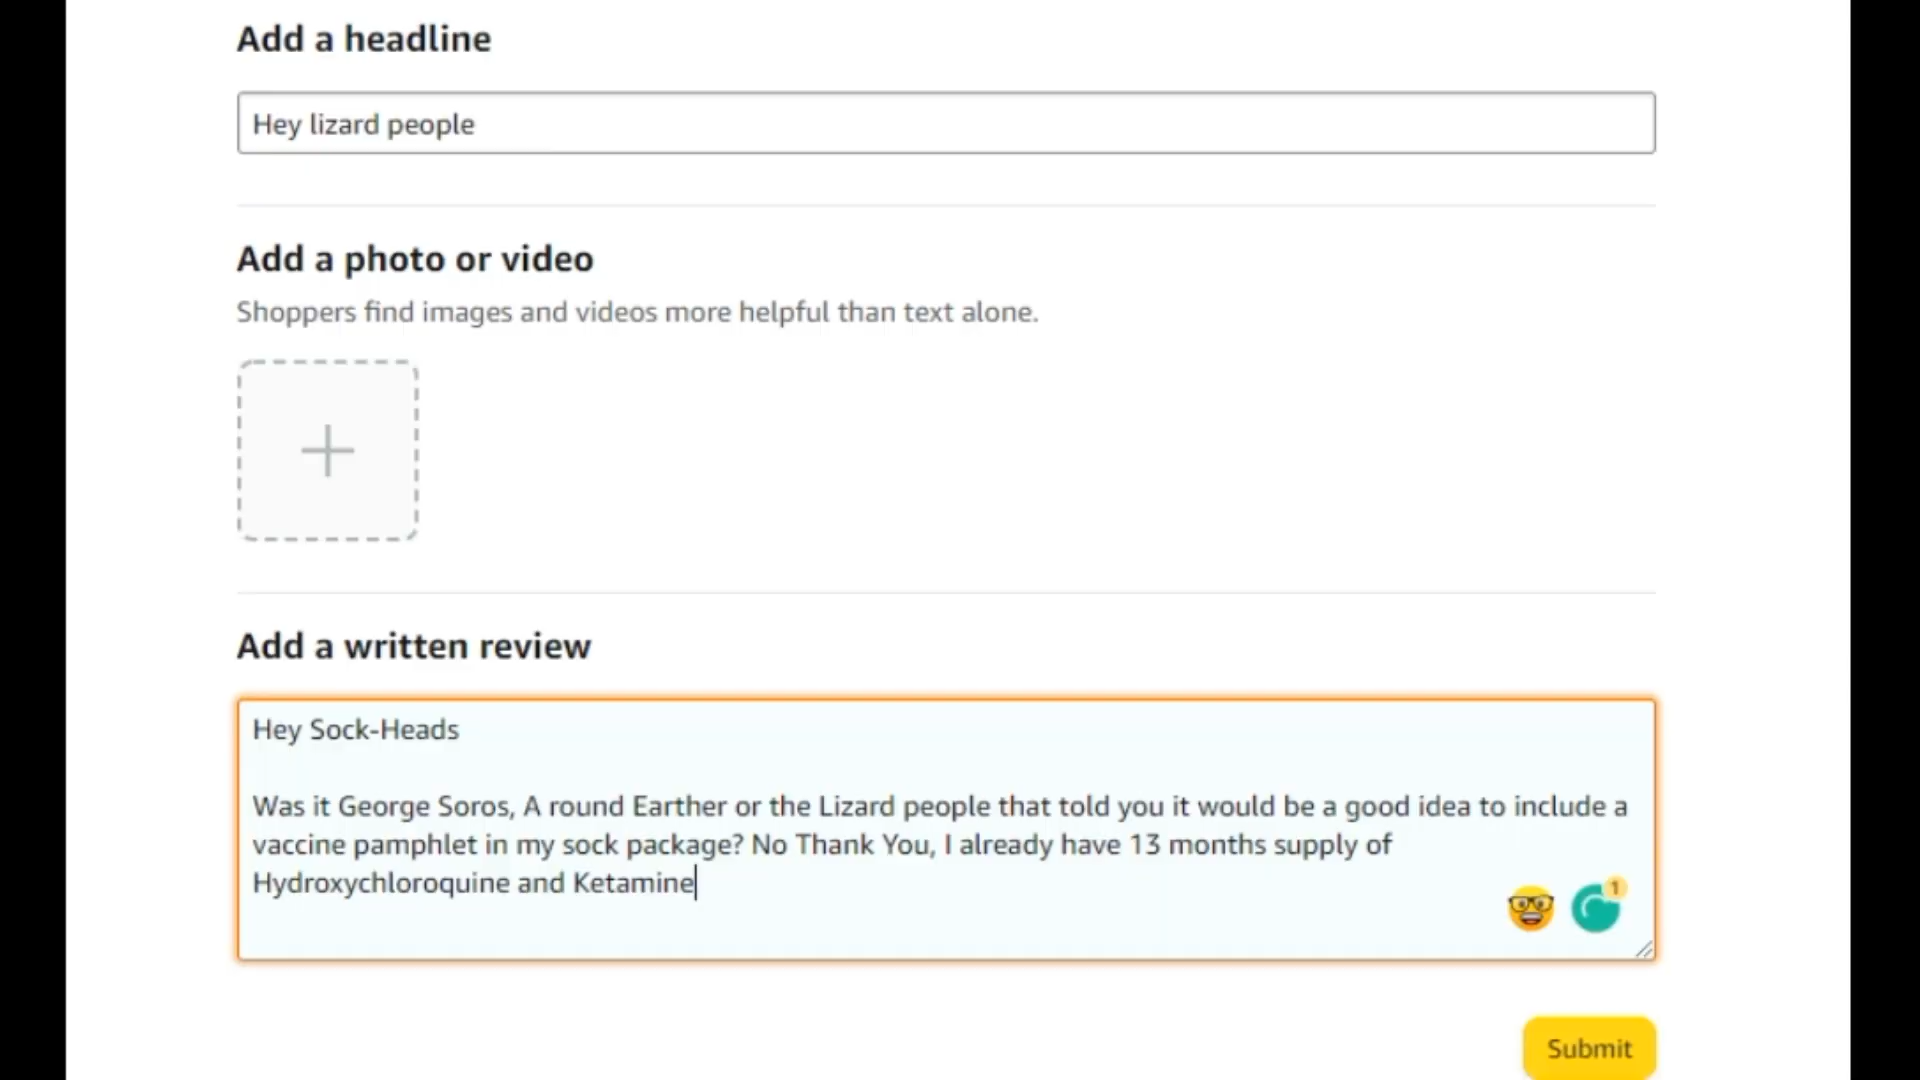 Add a headline
Hey lizard people
Add a photo or video
Shoppers find images and videos more helpful than text alone.
Add a written review
Hey Sock-Heads
Was it George Soros, A round Earther or the Lizard people that told you it would be a good idea to include a
vaccine pamphlet in my sock package? No Thank You, I already have 13 months supply of
Hydroxychloroquine and Ketamine
1
Submit